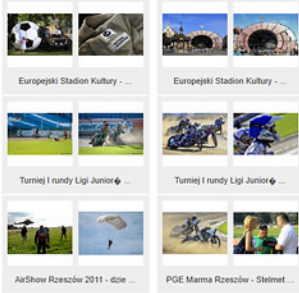 Europejski Stadion Kultury - ...
Europejski Stadion Kultury - ...
Turniej I rundy Ligi Junior� ...
Turniej I rundy Ligi Junior� ...
AirShow Rzeszów 2011 - dzie ...
PGE Marma Rzeszów - Stelmet ...